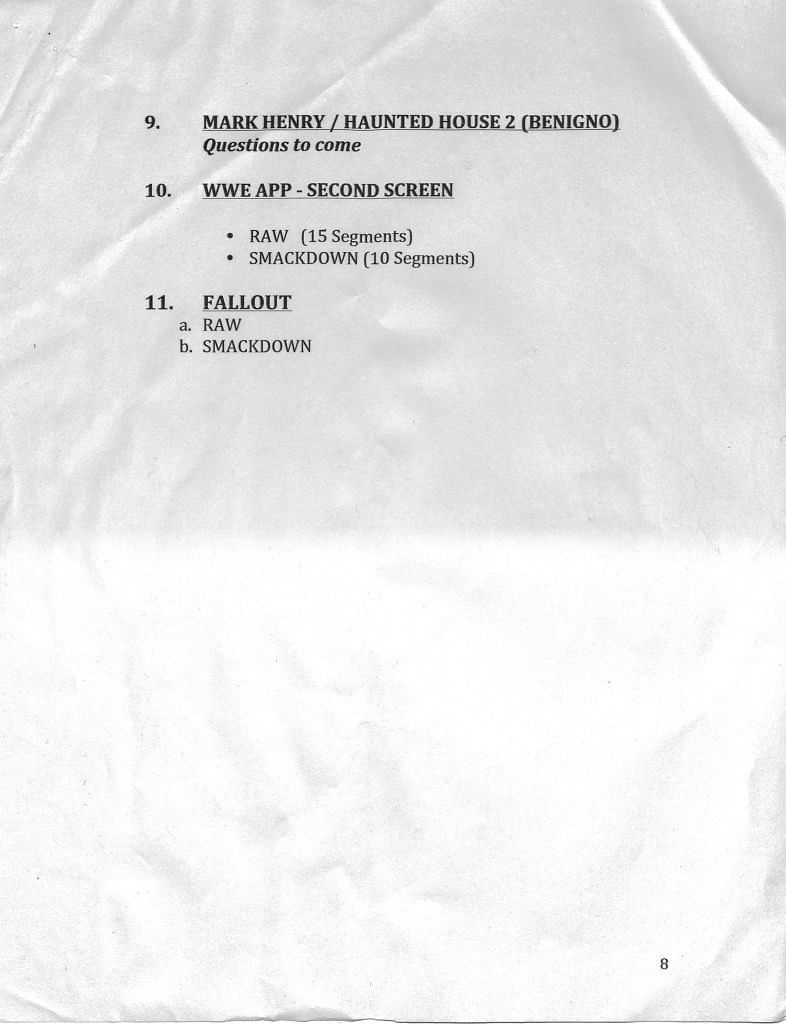 9. MARK HENRY / HAUNTED HOUSE 2 (BENIGNO)
Questions to come
10. WWE APP - SECOND SCREEN
• RAW (15 Segments)
• SMACKDOWN (10 Segments)
11. FALLOUT
a. RAW
b. SMACKDOWN
8